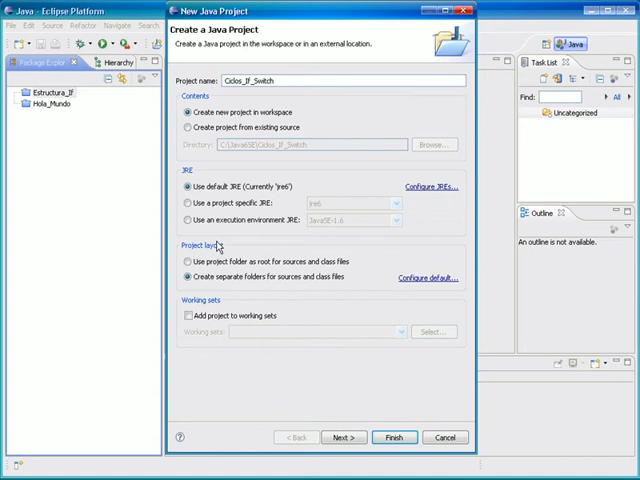 Java - Eclipse Platform
New Java Project
File Edit Source Refactor Navigate Search
Create a Java Project
Create a Java project in the workspace or in an external location.
Java
Package Explor
Hierarchy
Task List
Project name: Ciclos_If_Switch
Estructura_If
Hola_Mundo
Find:
All
Uncategorized
Contents
Create new project in workspace
Create project from existing source
Directory: C:\Java6SE\Ciclos_If_Switch Browse...
JRE
Use default JRE (Currently 'jre6') Configure JREs...
Use a project specific JRE: jre6
Use an execution environment JRE: JavaSE-1.6
Outline
An outline is not available.
Project layout
Use project folder as root for sources and class files
Create separate folders for sources and class files Configure default...
Working sets
Add project to working sets
Working sets: Select...
< Back Next > Finish Cancel